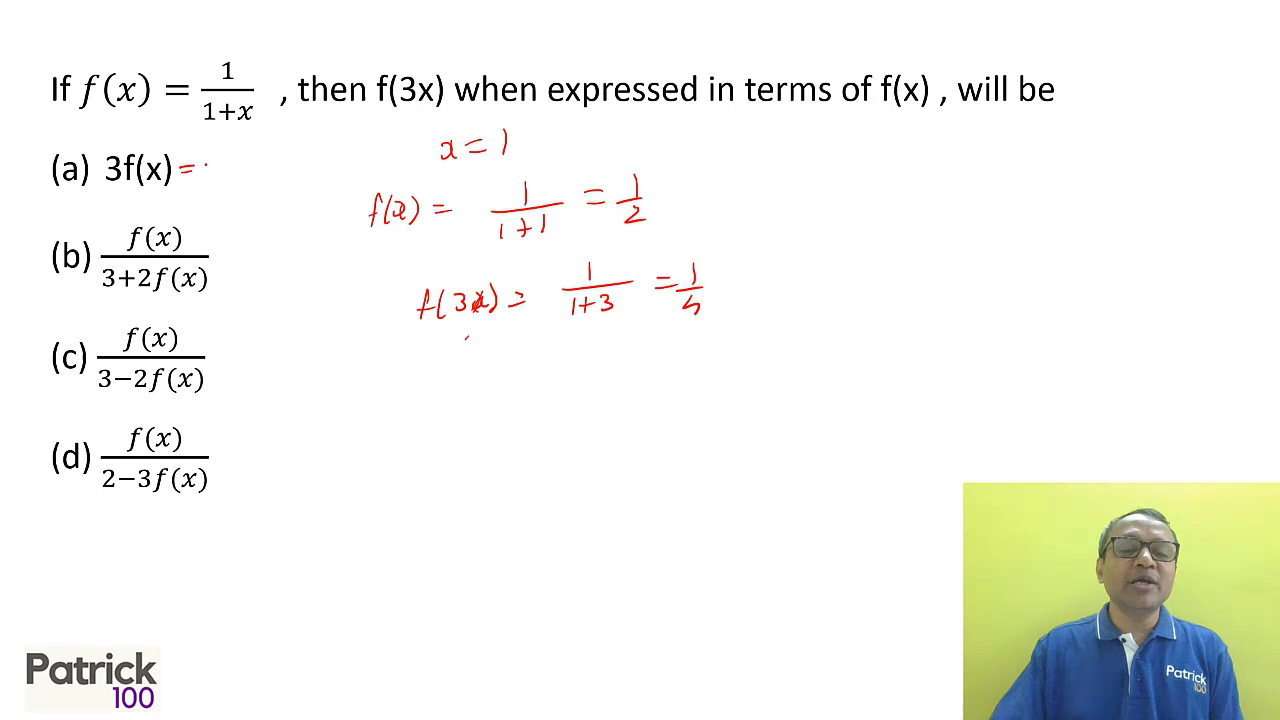 If f(x) = 1/(1+x) , then f(3x) when expressed in terms of f(x) , will be
x = 1
(a) 3f(x) =
f(x) = 1/(1+1) = 1/2
(b) f(x)/(3+2f(x))
f(3x) = 1/(1+3) = 1/4
(c) f(x)/(3−2f(x))
(d) f(x)/(2−3f(x))
Patrick
100
Patrick
100